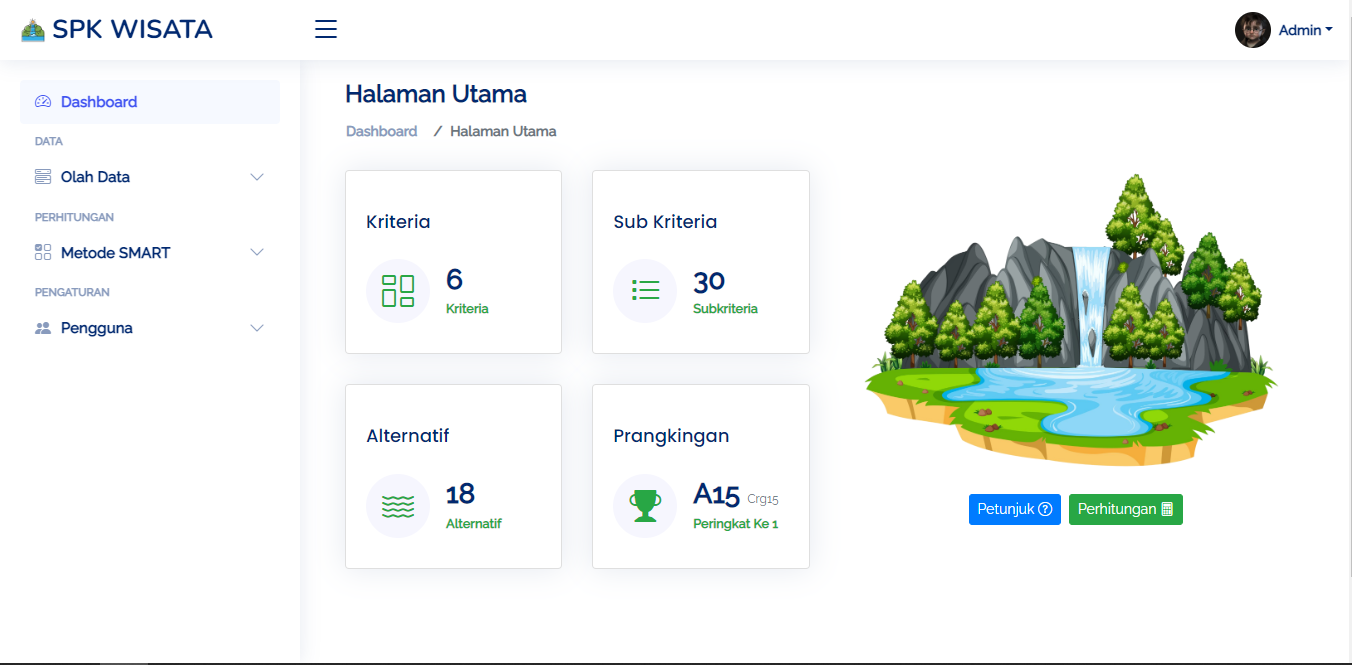 SPK WISATA
Admin
Dashboard
DATA
Olah Data
PERHITUNGAN
Metode SMART
PENGATURAN
Pengguna
Halaman Utama
Dashboard / Halaman Utama
Kriteria
6
Kriteria
Sub Kriteria
30
Subkriteria
Alternatif
18
Alternatif
Prangkingan
A15 Crg15
Peringkat Ke 1
Petunjuk
Perhitungan